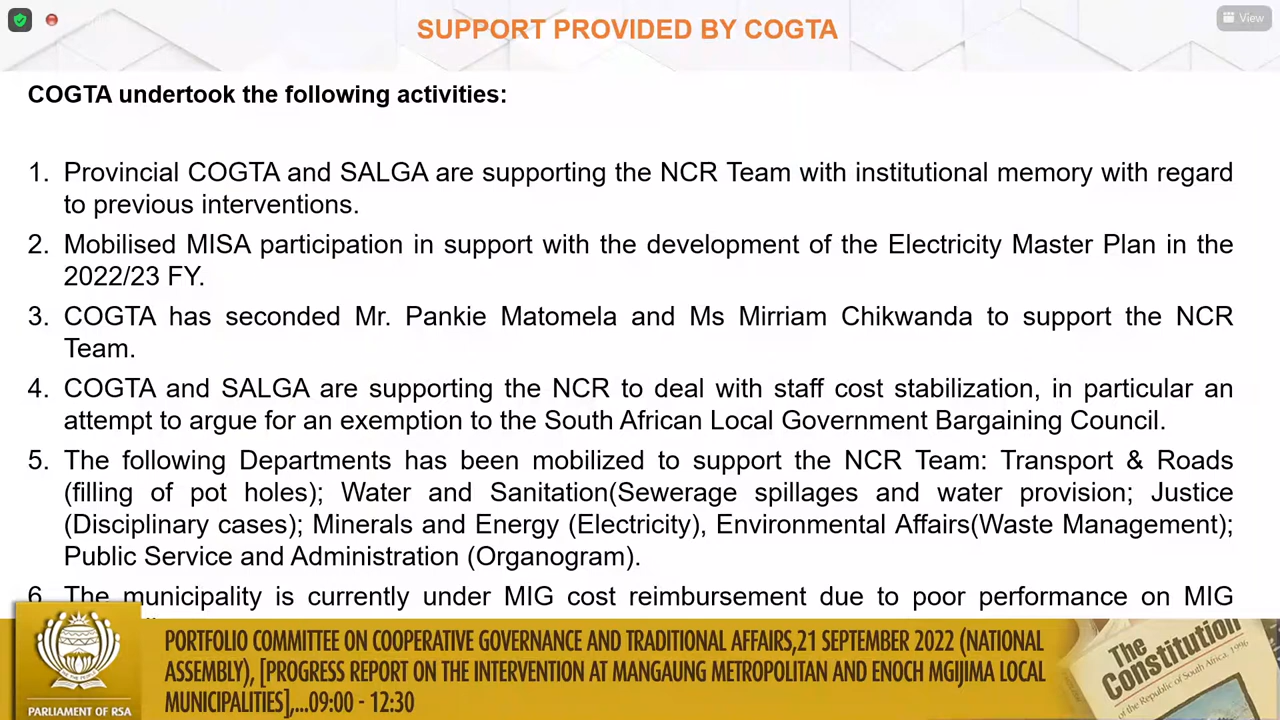 SUPPORT PROVIDED BY COGTA
View
COGTA undertook the following activities:
1. Provincial COGTA and SALGA are supporting the NCR Team with institutional memory with regard
to previous interventions.
2. Mobilised MISA participation in support with the development of the Electricity Master Plan in the
2022/23 FY.
3. COGTA has seconded Mr. Pankie Matomela and Ms Mirriam Chikwanda to support the NCR
Team.
4. COGTA and SALGA are supporting the NCR to deal with staff cost stabilization, in particular an
attempt to argue for an exemption to the South African Local Government Bargaining Council.
5. The following Departments has been mobilized to support the NCR Team: Transport & Roads
(filling of pot holes); Water and Sanitation(Sewerage spillages and water provision; Justice
(Disciplinary cases); Minerals and Energy (Electricity), Environmental Affairs(Waste Management);
Public Service and Administration (Organogram).
6. The municipality is currently under MIG cost reimbursement due to poor performance on MIG
PORTFOLIO COMMITTEE ON COOPERATIVE GOVERNANCE AND TRADITIONAL AFFAIRS,21 SEPTEMBER 2022 (NATIONAL
ASSEMBLY), [PROGRESS REPORT ON THE INTERVENTION AT MANGAUNG METROPOLITAN AND ENOCH MGIJIMA LOCAL
MUNICIPALITIES],...09:00 - 12:30
PARLIAMENT OF RSA
The
Constitution
of the Republic of South Africa, 1996